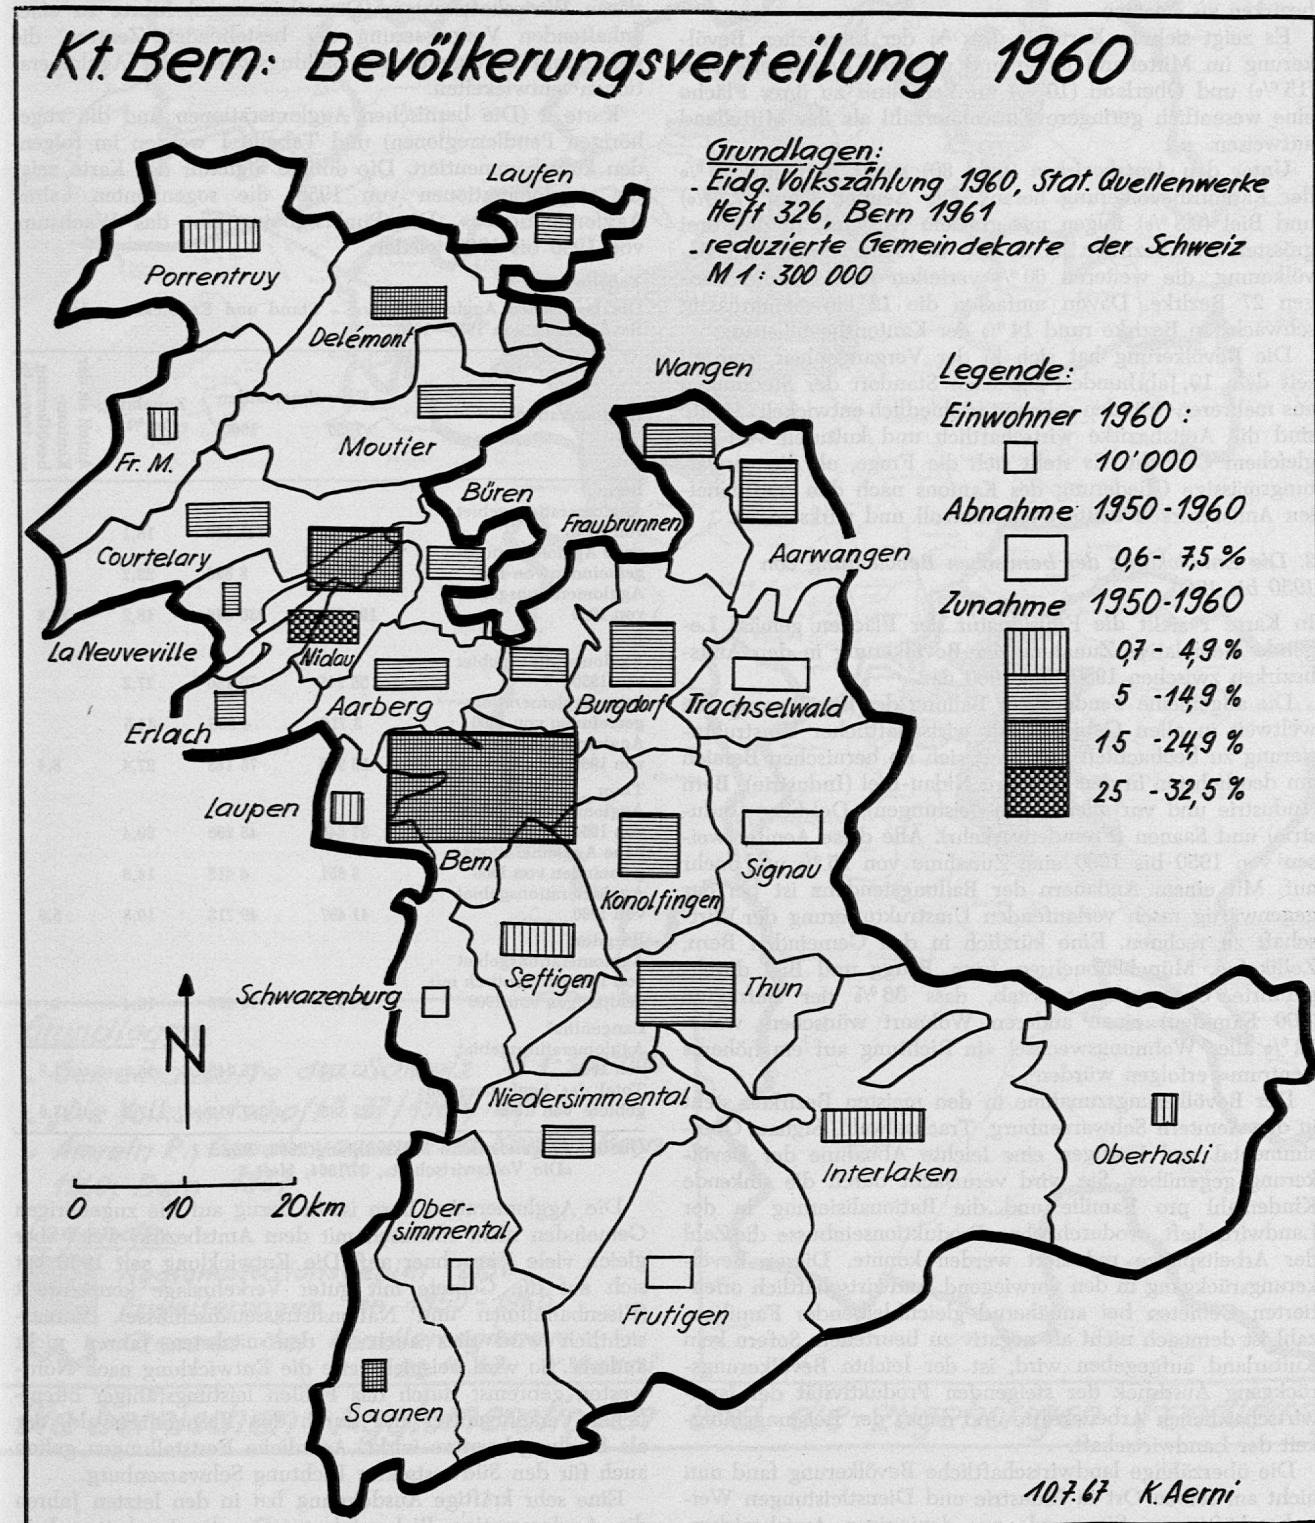 Kt. Bern: Bevölkerungsverteilung 1960
Grundlagen:
- Eidg. Volkszählung 1960, Stat. Quellenwerke
Heft 326, Bern 1961
- reduzierte Gemeindekarte der Schweiz
M 1 : 300 000
Legende:
Einwohner 1960 :
10'000
Abnahme 1950-1960
0,6 - 7,5 %
Zunahme 1950-1960
0,7 - 4,9 %
5 - 14,9 %
15 - 24,9 %
25 - 32,5 %
Laufen
Porrentruy
Delémont
Wangen
Moutier
Fr. M.
Büren
Fraubrunnen
Aarwangen
Courtelary
La Neuveville
Nidau
Aarberg
Burgdorf
Trachselwald
Erlach
Laupen
Bern
Konolfingen
Signau
Seftigen
Thun
Schwarzenburg
N
Niedersimmental
Interlaken
Oberhasli
0 10 20km
Ober-
simmental
Frutigen
Saanen
10.7.67 K. Aerni